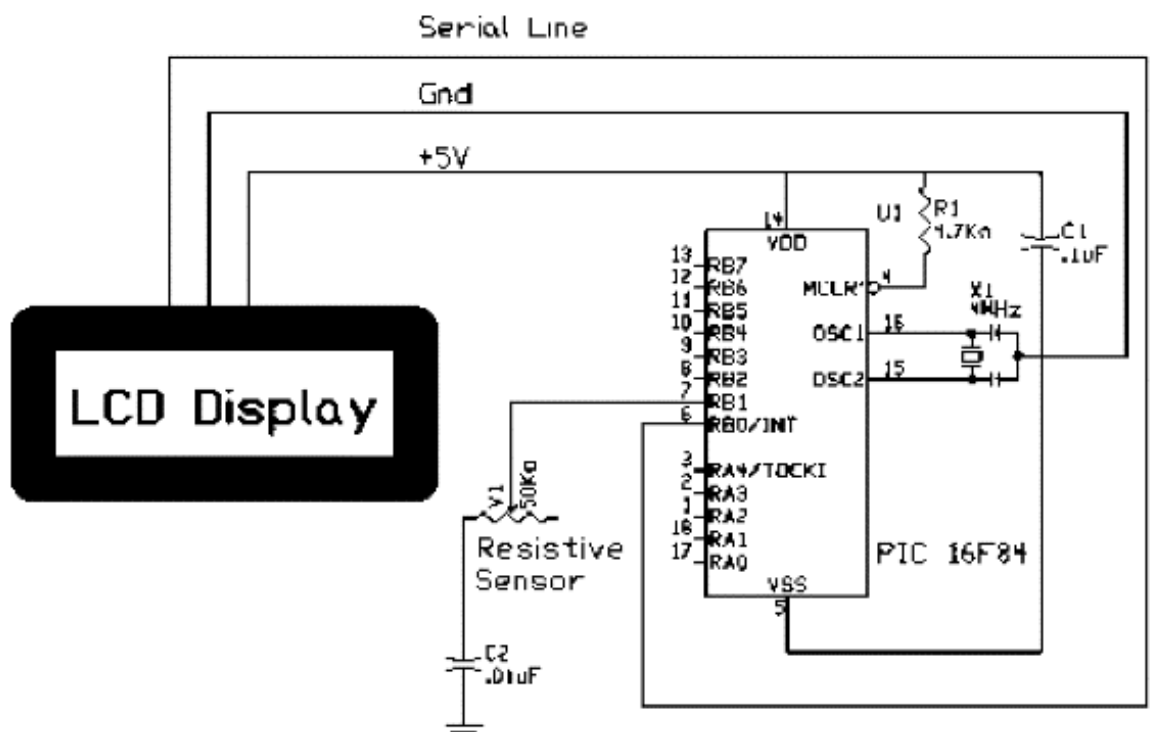 Serial Line
Gnd
+5V
LCD Display
14
VDD
U1
R1
4.7KΩ
C1
.1uF
13
RB7
12
RB6
11
RB5
10
RB4
9
RB3
8
RB2
7
RB1
6
RB0/INT
3
RA4/TOCKI
2
RA3
1
RA2
18
RA1
17
RA0
MCLR
4
X1
4MHz
OSC1
16
OSC2
15
VSS
5
PIC 16F84
V1
50KΩ
Resistive
Sensor
C2
.01uF